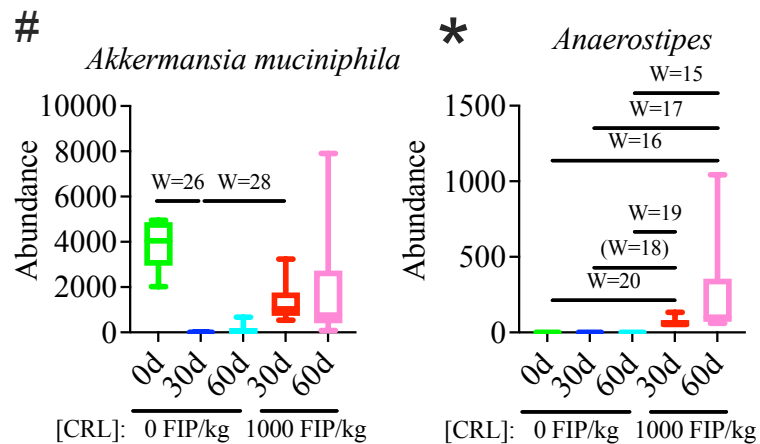 #
Akkermansia muciniphila
Abundance
10000
8000
6000
4000
2000
0
W=26
W=28
0d
30d
60d
30d
60d
[CRL]: 0 FIP/kg 1000 FIP/kg
*
Anaerostipes
Abundance
1500
1000
500
0
W=15
W=17
W=16
W=19
(W=18)
W=20
0d
30d
60d
30d
60d
[CRL]: 0 FIP/kg 1000 FIP/kg